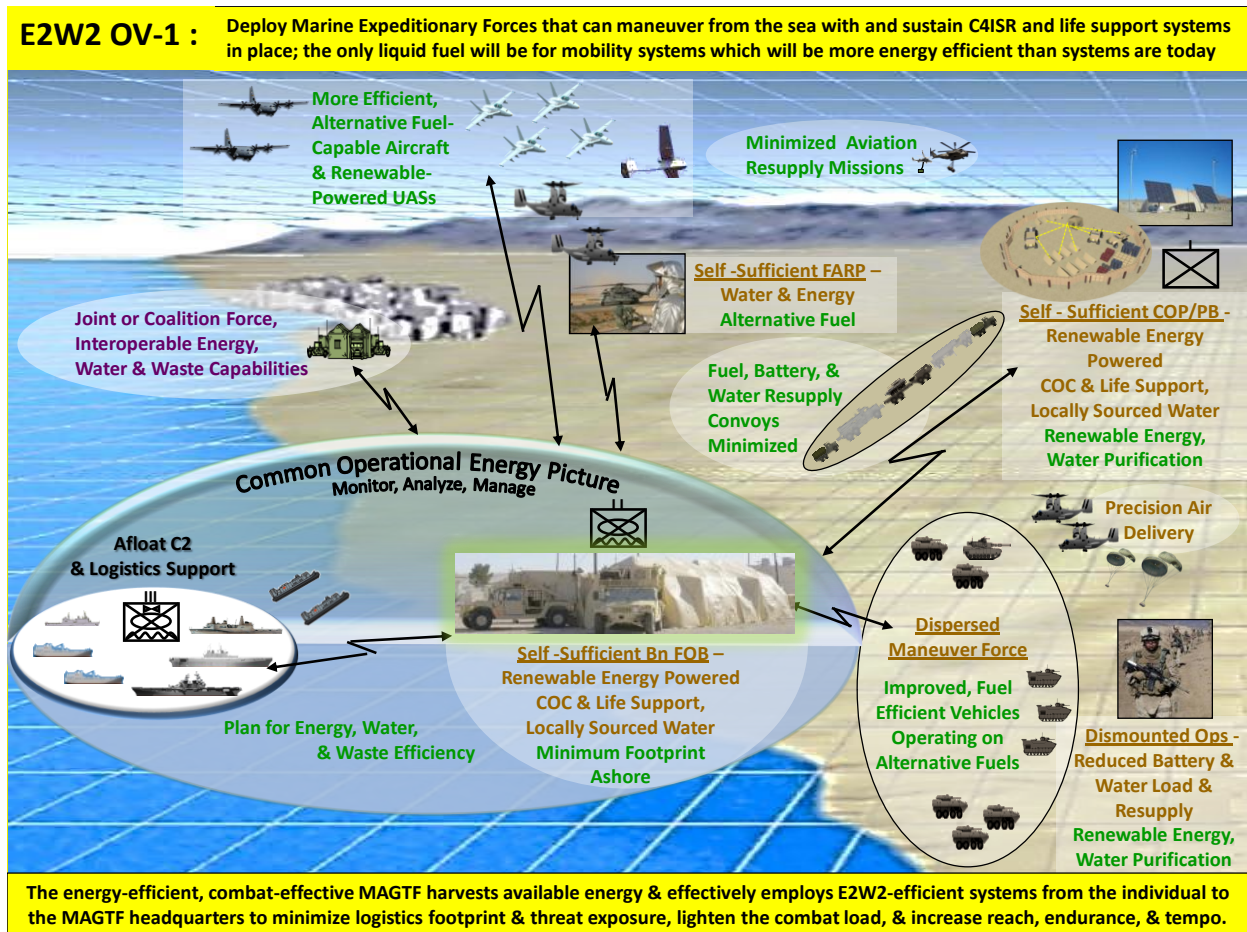 E2W2 OV-1 :
Deploy Marine Expeditionary Forces that can maneuver from the sea with and sustain C4ISR and life support systems
in place; the only liquid fuel will be for mobility systems which will be more energy efficient than systems are today
More Efficient,
Alternative Fuel-
Capable Aircraft
& Renewable-
Powered UASs
Minimized Aviation
Resupply Missions
Self -Sufficient FARP –
Water & Energy
Alternative Fuel
Joint or Coalition Force,
Interoperable Energy,
Water & Waste Capabilities
Fuel, Battery, &
Water Resupply
Convoys
Minimized
Self - Sufficient COP/PB -
Renewable Energy
Powered
COC & Life Support,
Locally Sourced Water
Renewable Energy,
Water Purification
Common Operational Energy Picture
Monitor, Analyze, Manage
Afloat C2
& Logistics Support
Precision Air
Delivery
Self -Sufficient Bn FOB –
Renewable Energy Powered
COC & Life Support,
Locally Sourced Water
Minimum Footprint
Ashore
Plan for Energy, Water,
& Waste Efficiency
Dispersed
Maneuver Force
Improved, Fuel
Efficient Vehicles
Operating on
Alternative Fuels
Dismounted Ops -
Reduced Battery &
Water Load &
Resupply
Renewable Energy,
Water Purification
The energy-efficient, combat-effective MAGTF harvests available energy & effectively employs E2W2-efficient systems from the individual to
the MAGTF headquarters to minimize logistics footprint & threat exposure, lighten the combat load, & increase reach, endurance, & tempo.